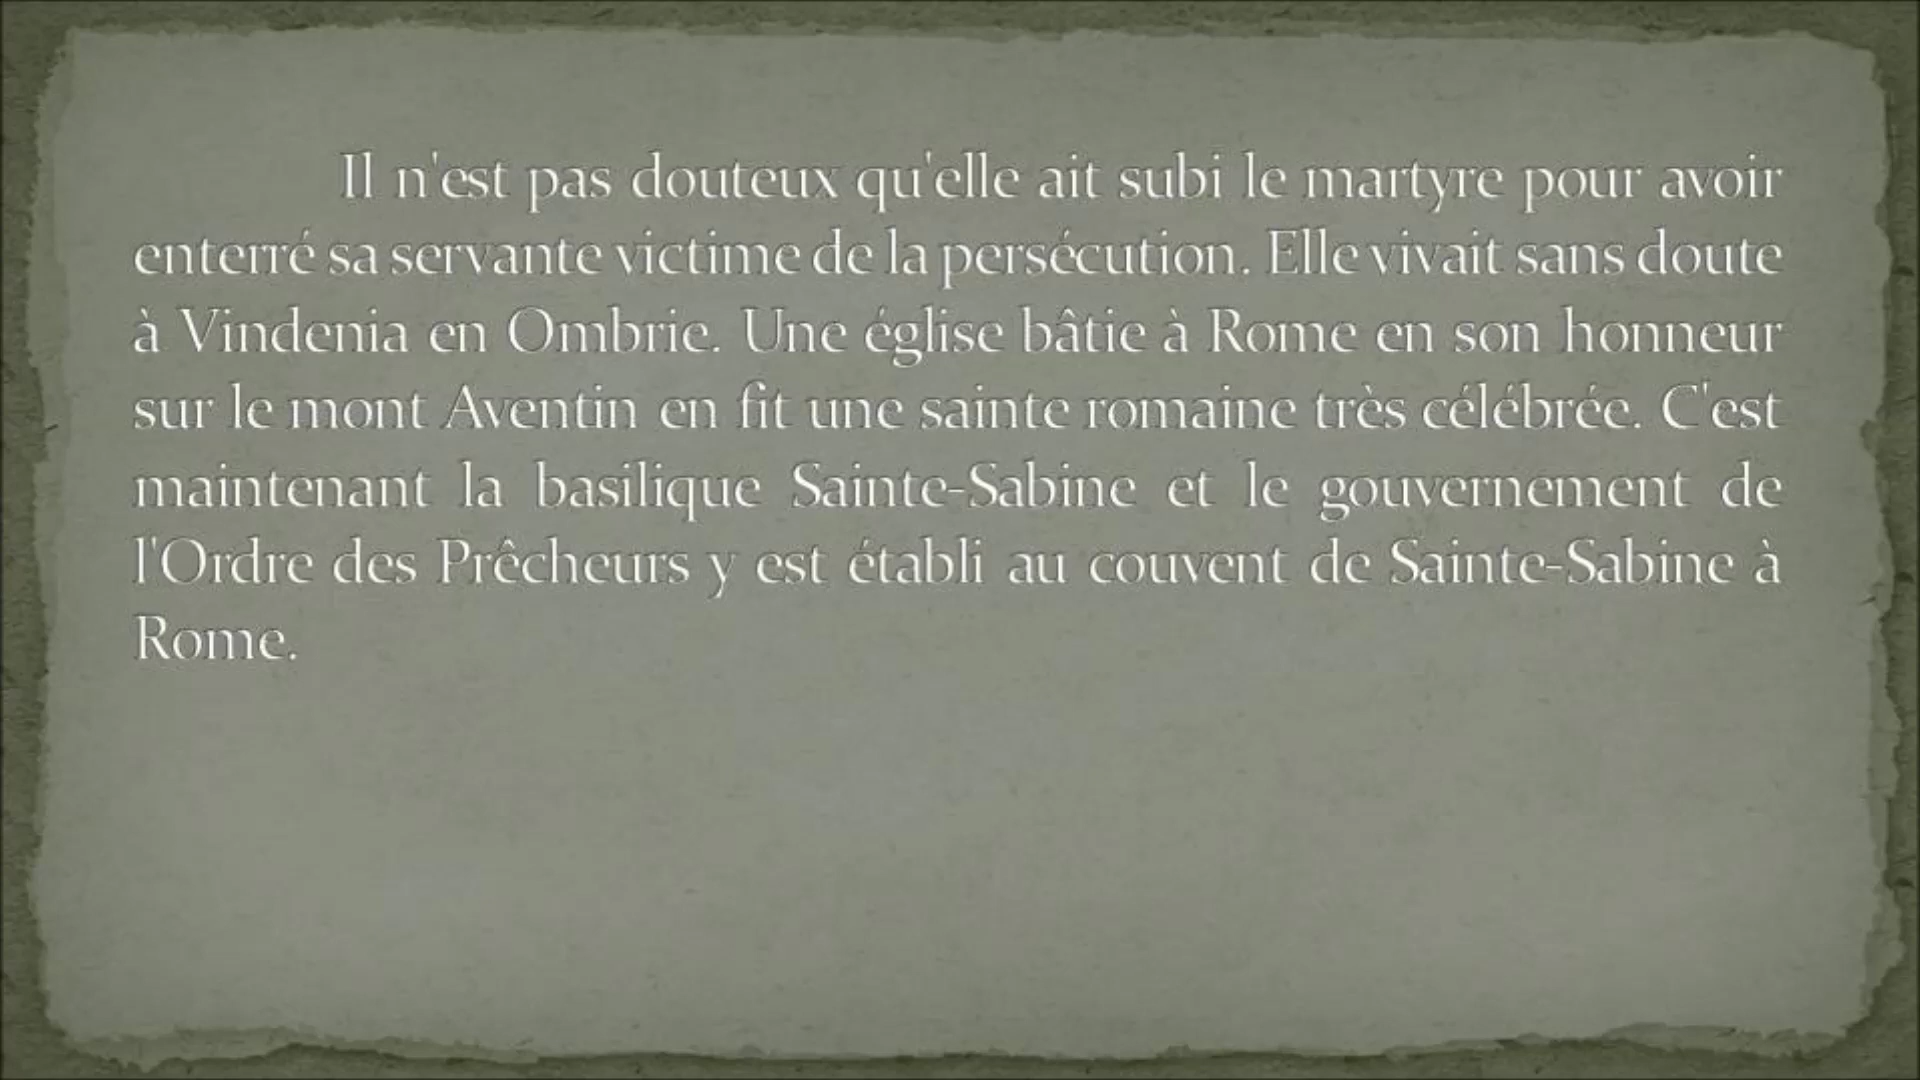 Il n'est pas douteux qu'elle ait subi le martyre pour avoir
enterré sa servante victime de la persécution. Elle vivait sans doute
à Vindenia en Ombrie. Une église bâtie à Rome en son honneur
sur le mont Aventin en fit une sainte romaine très célébrée. C'est
maintenant la basilique Sainte-Sabine et le gouvernement de
l'Ordre des Prêcheurs y est établi au couvent de Sainte-Sabine à
Rome.